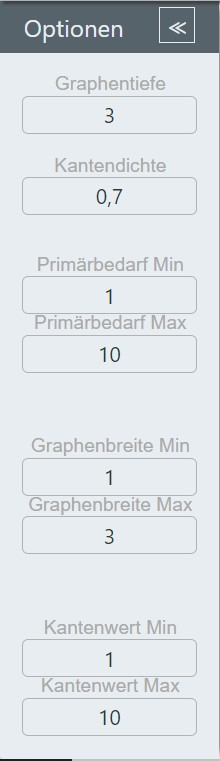 Optionen
≪
Graphentiefe
3
Kantendichte
0,7
Primärbedarf Min
1
Primärbedarf Max
10
Graphenbreite Min
1
Graphenbreite Max
3
Kantenwert Min
1
Kantenwert Max
10